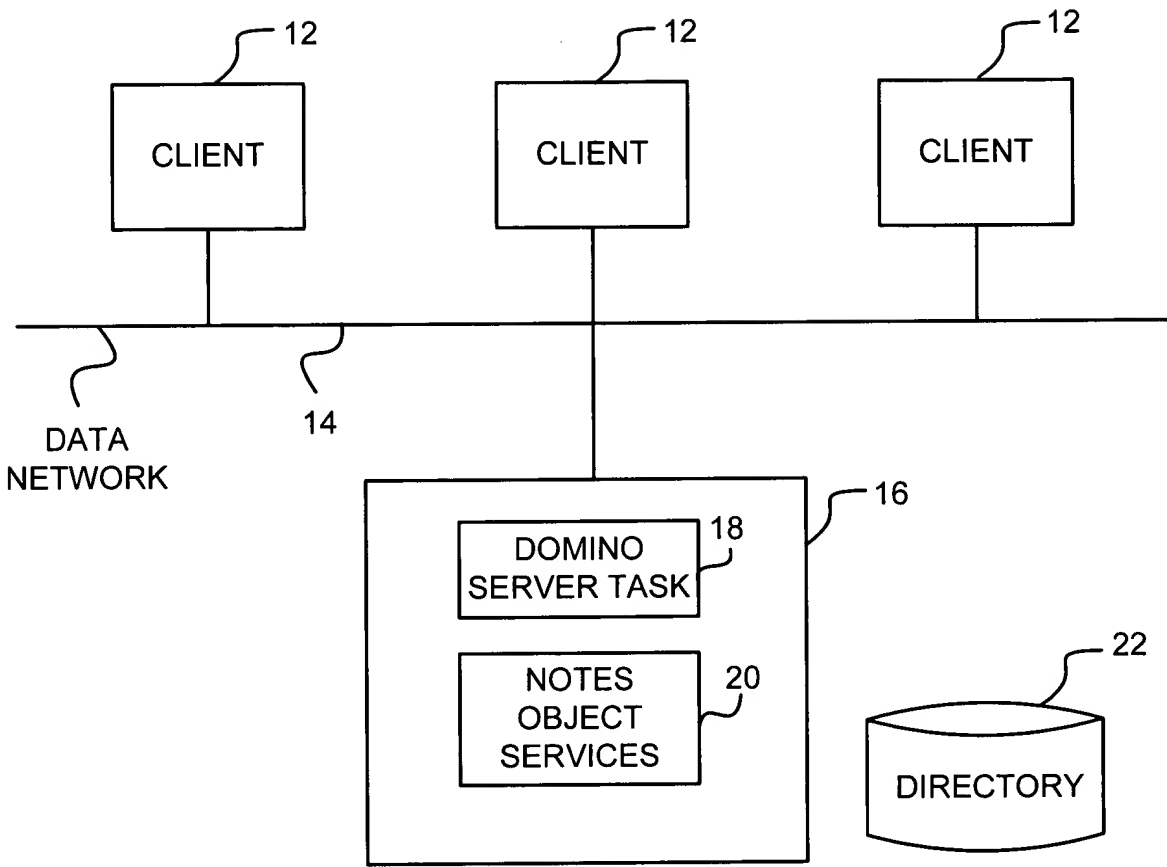 12
12
12
CLIENT
CLIENT
CLIENT
DATA
NETWORK
14
16
DOMINO
SERVER TASK
18
NOTES
OBJECT
SERVICES
20
22
DIRECTORY